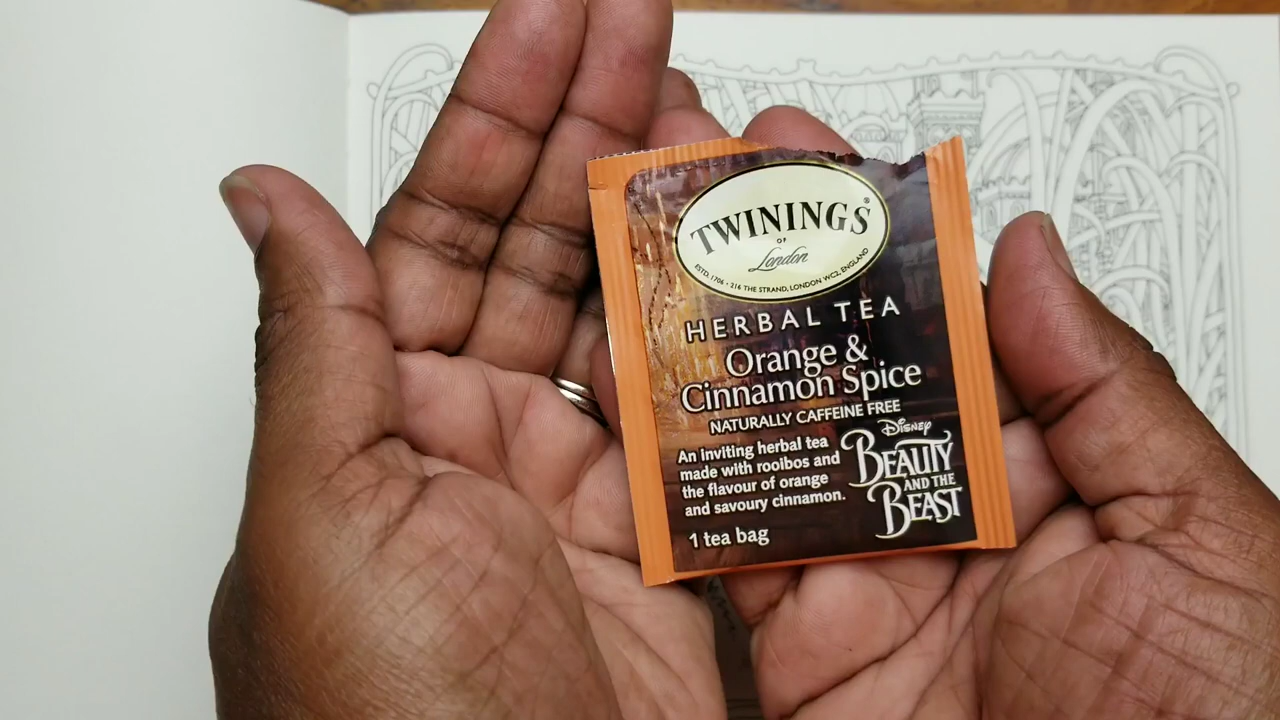 TWININGS®
OF
London
ESTD. 1706 • 216 THE STRAND, LONDON WC2, ENGLAND
HERBAL TEA
Orange &
Cinnamon Spice
NATURALLY CAFFEINE FREE
An inviting herbal tea
made with rooibos and
the flavour of orange
and savoury cinnamon.
1 tea bag
DISNEY
BEAUTY
AND THE
BEAST